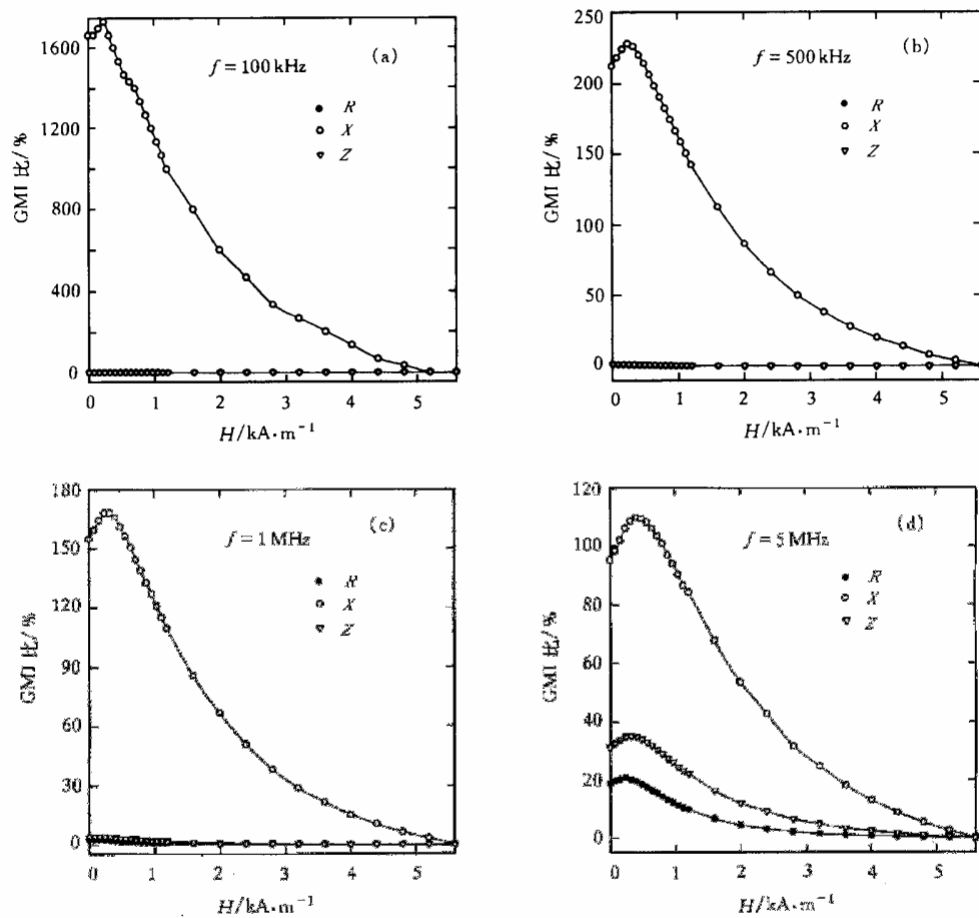 (a)
f = 100 kHz
R
X
Z
1600
1200
800
400
0
GMI 比/%
0 1 2 3 4 5
H/kA·m⁻¹
(b)
f = 500 kHz
R
X
Z
250
200
150
100
50
0
GMI 比/%
0 1 2 3 4 5
H/kA·m⁻¹
(c)
f = 1 MHz
R
X
Z
180
150
120
90
60
30
0
GMI 比/%
0 1 2 3 4 5
H/kA·m⁻¹
(d)
f = 5 MHz
R
X
Z
120
100
80
60
40
20
0
GMI 比/%
0 1 2 3 4 5
H/kA·m⁻¹